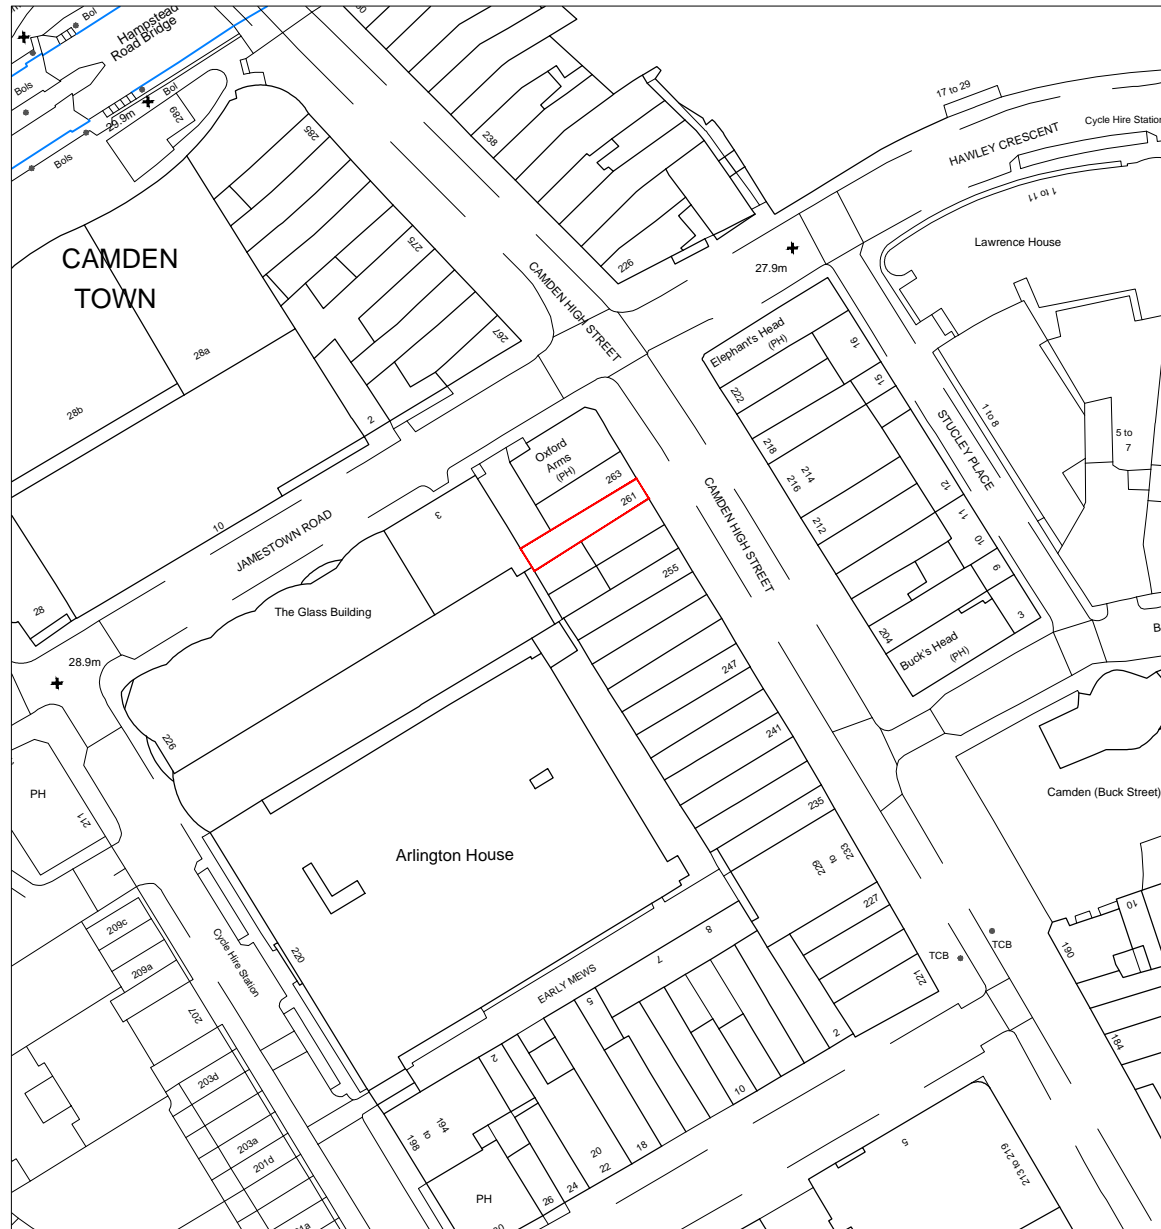 Bol
Hampstead
Road Bridge
Bols
Bol
29.9m
289
Bols
285
238
17 to 29
Cycle Hire Station
HAWLEY CRESCENT
1 to 11
Lawrence House
CAMDEN
TOWN
275
226
27.9m
CAMDEN HIGH STREET
267
28a
28b
2
Elephant's Head
(PH)
16
15
222
218
214
216
212
STUCLEY PLACE
1 to 8
5 to
7
12
11
10
9
3
204
Buck's Head
(PH)
Oxford
Arms
(PH)
263
261
CAMDEN HIGH STREET
3
10
JAMESTOWN ROAD
255
28
The Glass Building
28.9m
247
241
226
PH
211
235
Camden (Buck Street)
B
Arlington House
229
to
233
227
221
TCB
TCB
190
10
184
209c
209a
207
Cycle Hire Station
220
EARLY MEWS
8
7
5
2
2
203d
203a
201d
198
to
194
PH
26
24
22
20
18
10
5
213 to 219